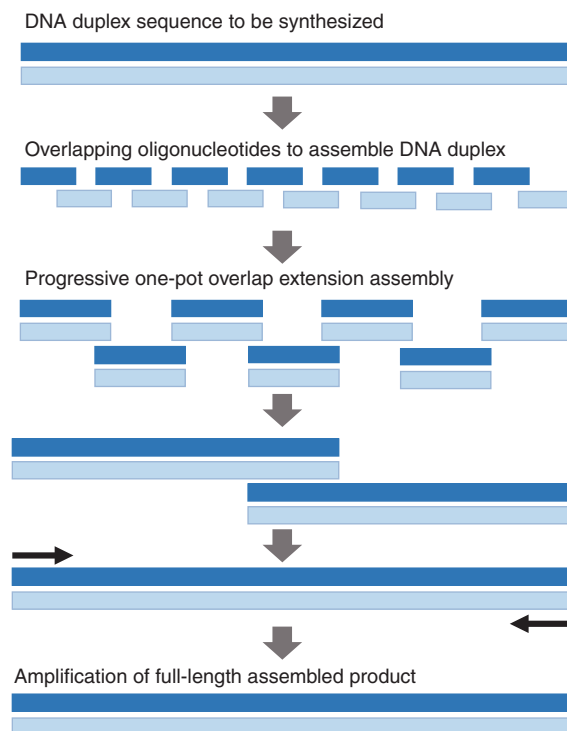 DNA duplex sequence to be synthesized
Overlapping oligonucleotides to assemble DNA duplex
Progressive one-pot overlap extension assembly
Amplification of full-length assembled product